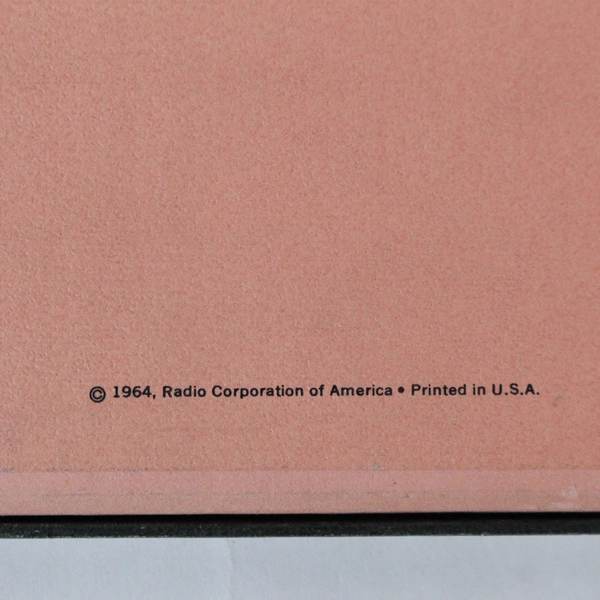 © 1964, Radio Corporation of America • Printed in U.S.A.